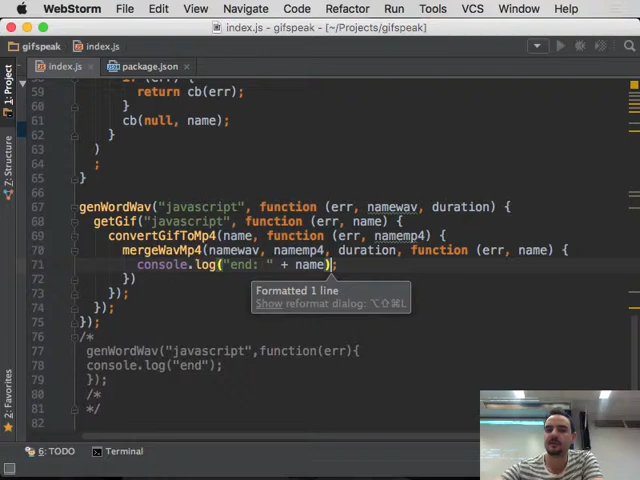 WebStorm File Edit View Navigate Code Refactor Run Tools VCS Window Help
index.js - gifspeak - [~/Projects/gifspeak]
gifspeak index.js
index.js package.json
1: Project
7: Structure
2: Favorites
if (err) {
59 return cb(err);
60 }
61 cb(null, name);
62 }
63 )
64 ;
65 }
66
67 genWordWav("javascript", function (err, namewav, duration) {
68 getGif("javascript", function (err, name) {
69 convertGifToMp4(name, function (err, namemp4) {
70 mergeWavMp4(namewav, namemp4, duration, function (err, name) {
71 console.log("end: " + name);
72 })
73 });
74 });
75 });
76 /*
77 genWordWav("javascript",function(err){
78 console.log("end");
79 });
80 /*
81 */
82
Formatted 1 line
Show reformat dialog: ⌥⇧⌘L
6: TODO Terminal